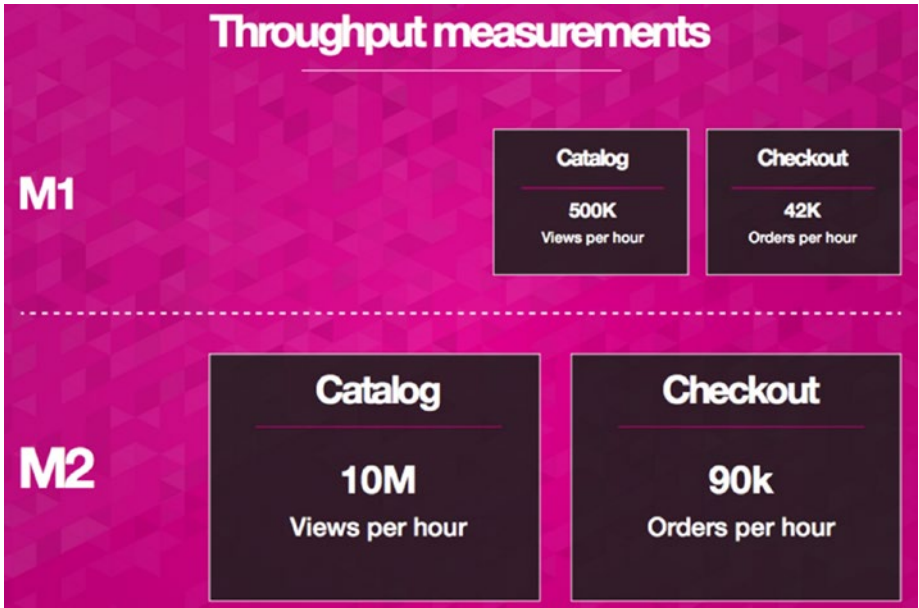 Throughput measurements
M1
Catalog
500K
Views per hour
Checkout
42K
Orders per hour
M2
Catalog
10M
Views per hour
Checkout
90k
Orders per hour